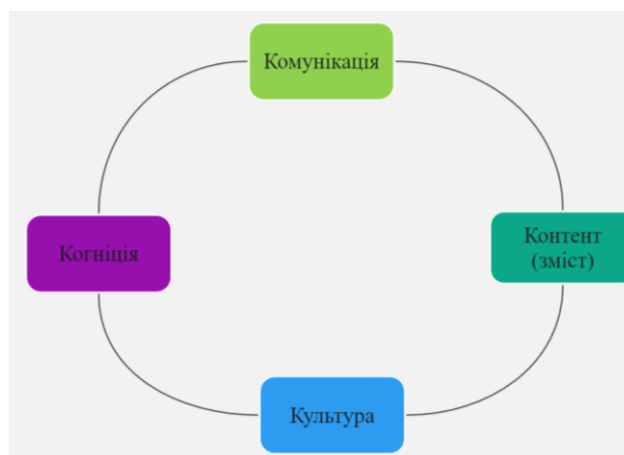 Комунікація
Когніція
Контент
(зміст)
Культура